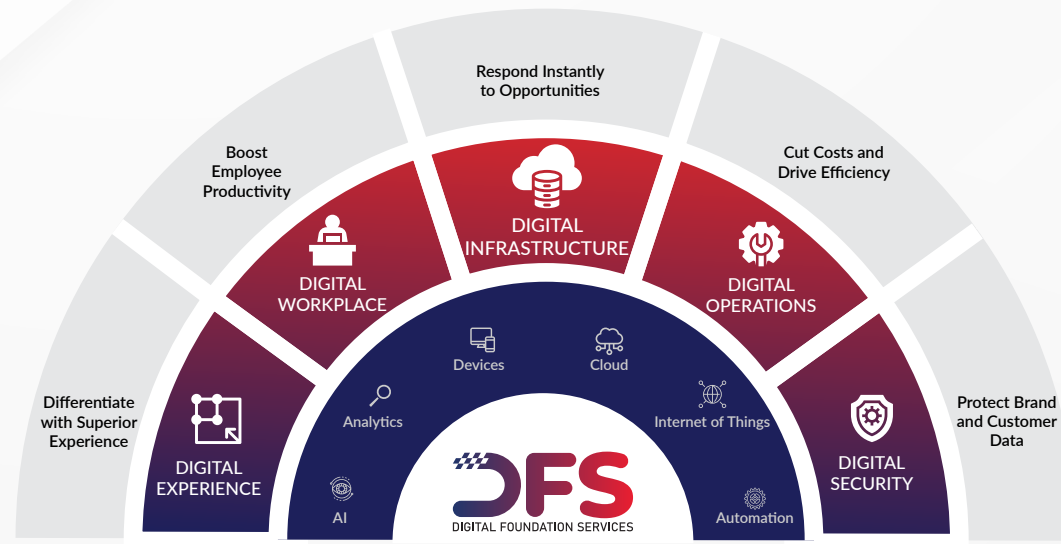 Respond Instantly
to Opportunities
Boost
Employee
Productivity
Cut Costs and
Drive Efficiency
DIGITAL
INFRASTRUCTURE
DIGITAL
WORKPLACE
DIGITAL
OPERATIONS
Devices
Cloud
Differentiate
with Superior
Experience
Analytics
Internet of Things
Protect Brand
and Customer
Data
DIGITAL
EXPERIENCE
DIGITAL
SECURITY
AI
DFS
DIGITAL FOUNDATION SERVICES
Automation